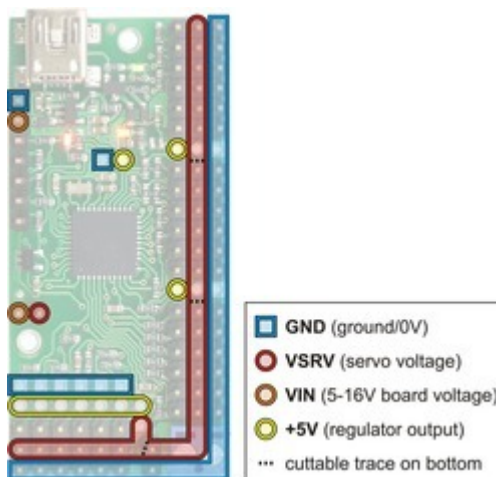 GND (ground/0V)
VSRV (servo voltage)
VIN (5-16V board voltage)
+5V (regulator output)
cuttable trace on bottom